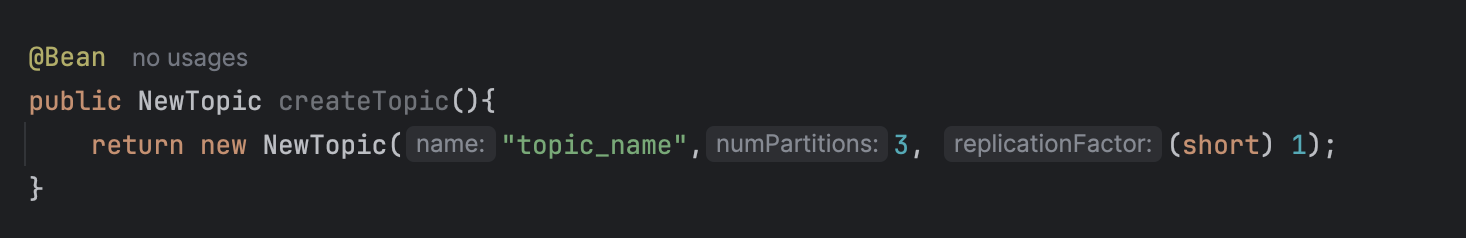 @Bean no usages
public NewTopic createTopic(){
return new NewTopic( name: "topic_name", numPartitions: 3, replicationFactor: (short) 1);
}